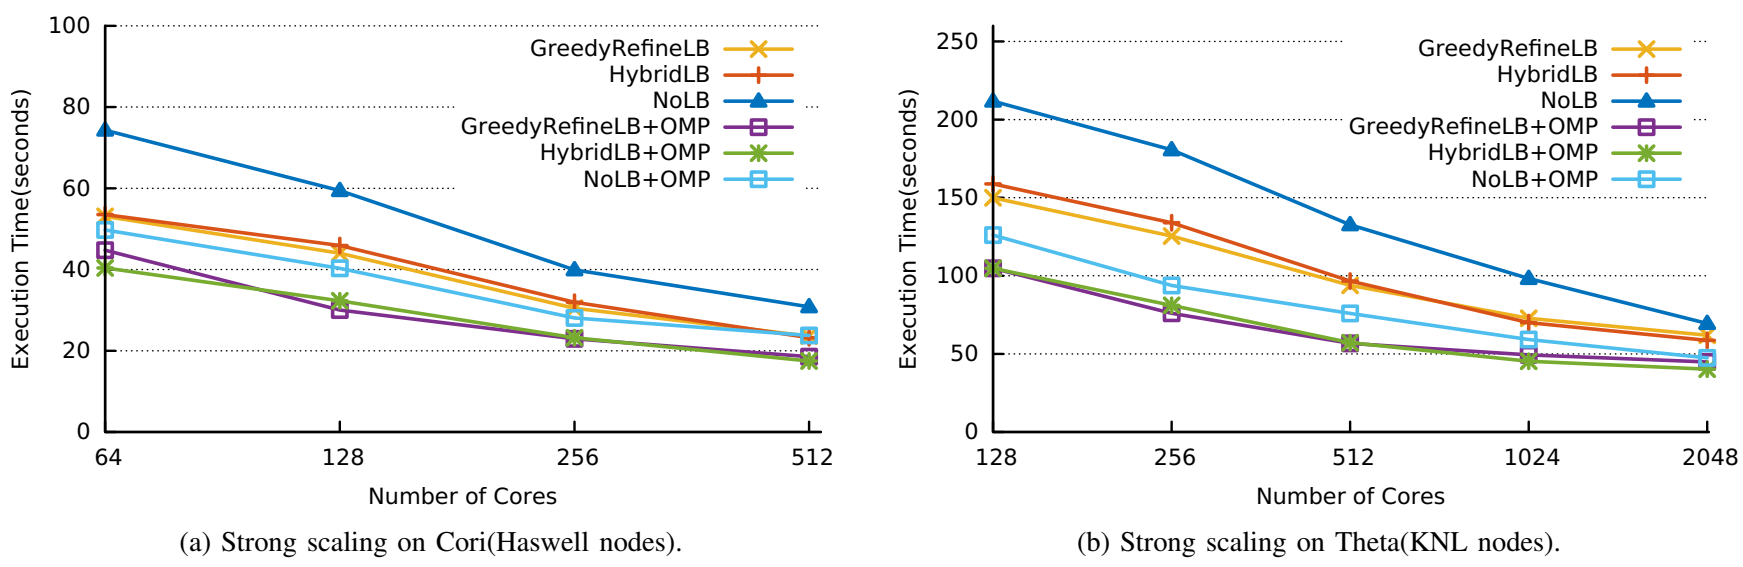 100
80
60
40
20
0
Execution Time(seconds)
GreedyRefineLB
HybridLB
NoLB
GreedyRefineLB+OMP
HybridLB+OMP
NoLB+OMP
64 128 256 512
Number of Cores
(a) Strong scaling on Cori(Haswell nodes).
250
200
150
100
50
0
Execution Time(seconds)
GreedyRefineLB
HybridLB
NoLB
GreedyRefineLB+OMP
HybridLB+OMP
NoLB+OMP
128 256 512 1024 2048
Number of Cores
(b) Strong scaling on Theta(KNL nodes).